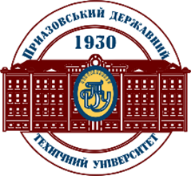 ПРИАЗОВСЬКИЙ ДЕРЖАВНИЙ
1930
ТЕХНІЧНИЙ УНІВЕРСИТЕТ